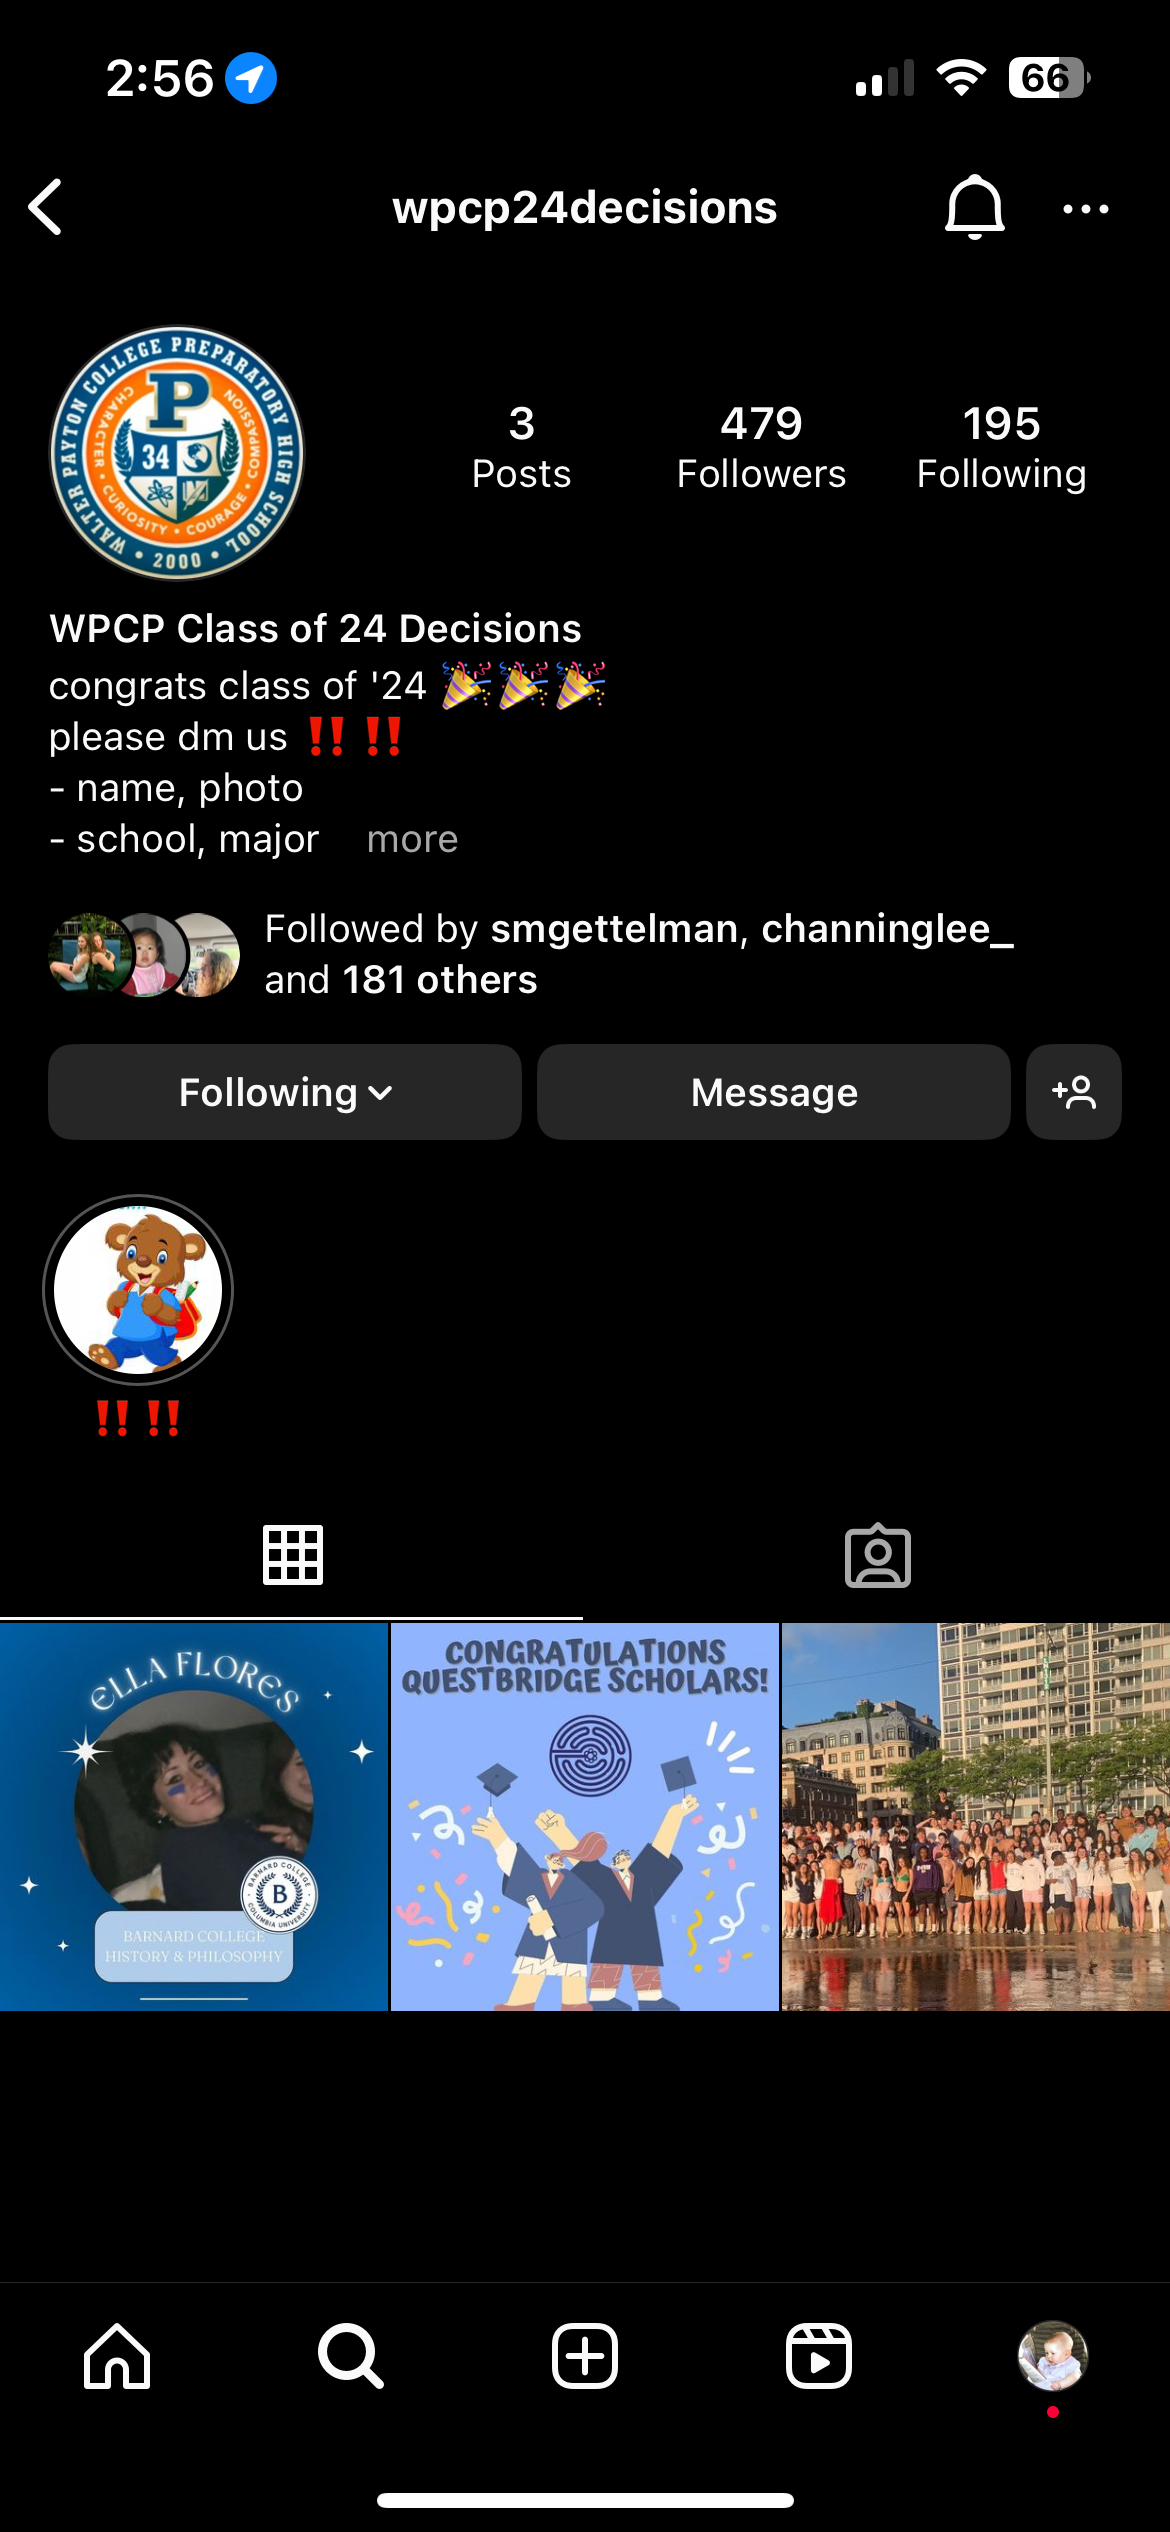 2:56
66
wpcp24decisions
WALTER PAYTON COLLEGE PREPARATORY HIGH SCHOOL
• 2000 •
P
CHARACTER • CURIOSITY • COURAGE • COMPASSION
34
3
Posts
479
Followers
195
Following
WPCP Class of 24 Decisions
congrats class of '24 🎉🎉🎉
please dm us ‼️ ‼️
- name, photo
- school, major more
Followed by smgettelman, channinglee_
and 181 others
Following
Message
‼️ ‼️
ELLA FLORES
BARNARD COLLEGE
B
COLUMBIA UNIVERSITY
BARNARD COLLEGE
HISTORY & PHILOSOPHY
CONGRATULATIONS
QUESTBRIDGE SCHOLARS!